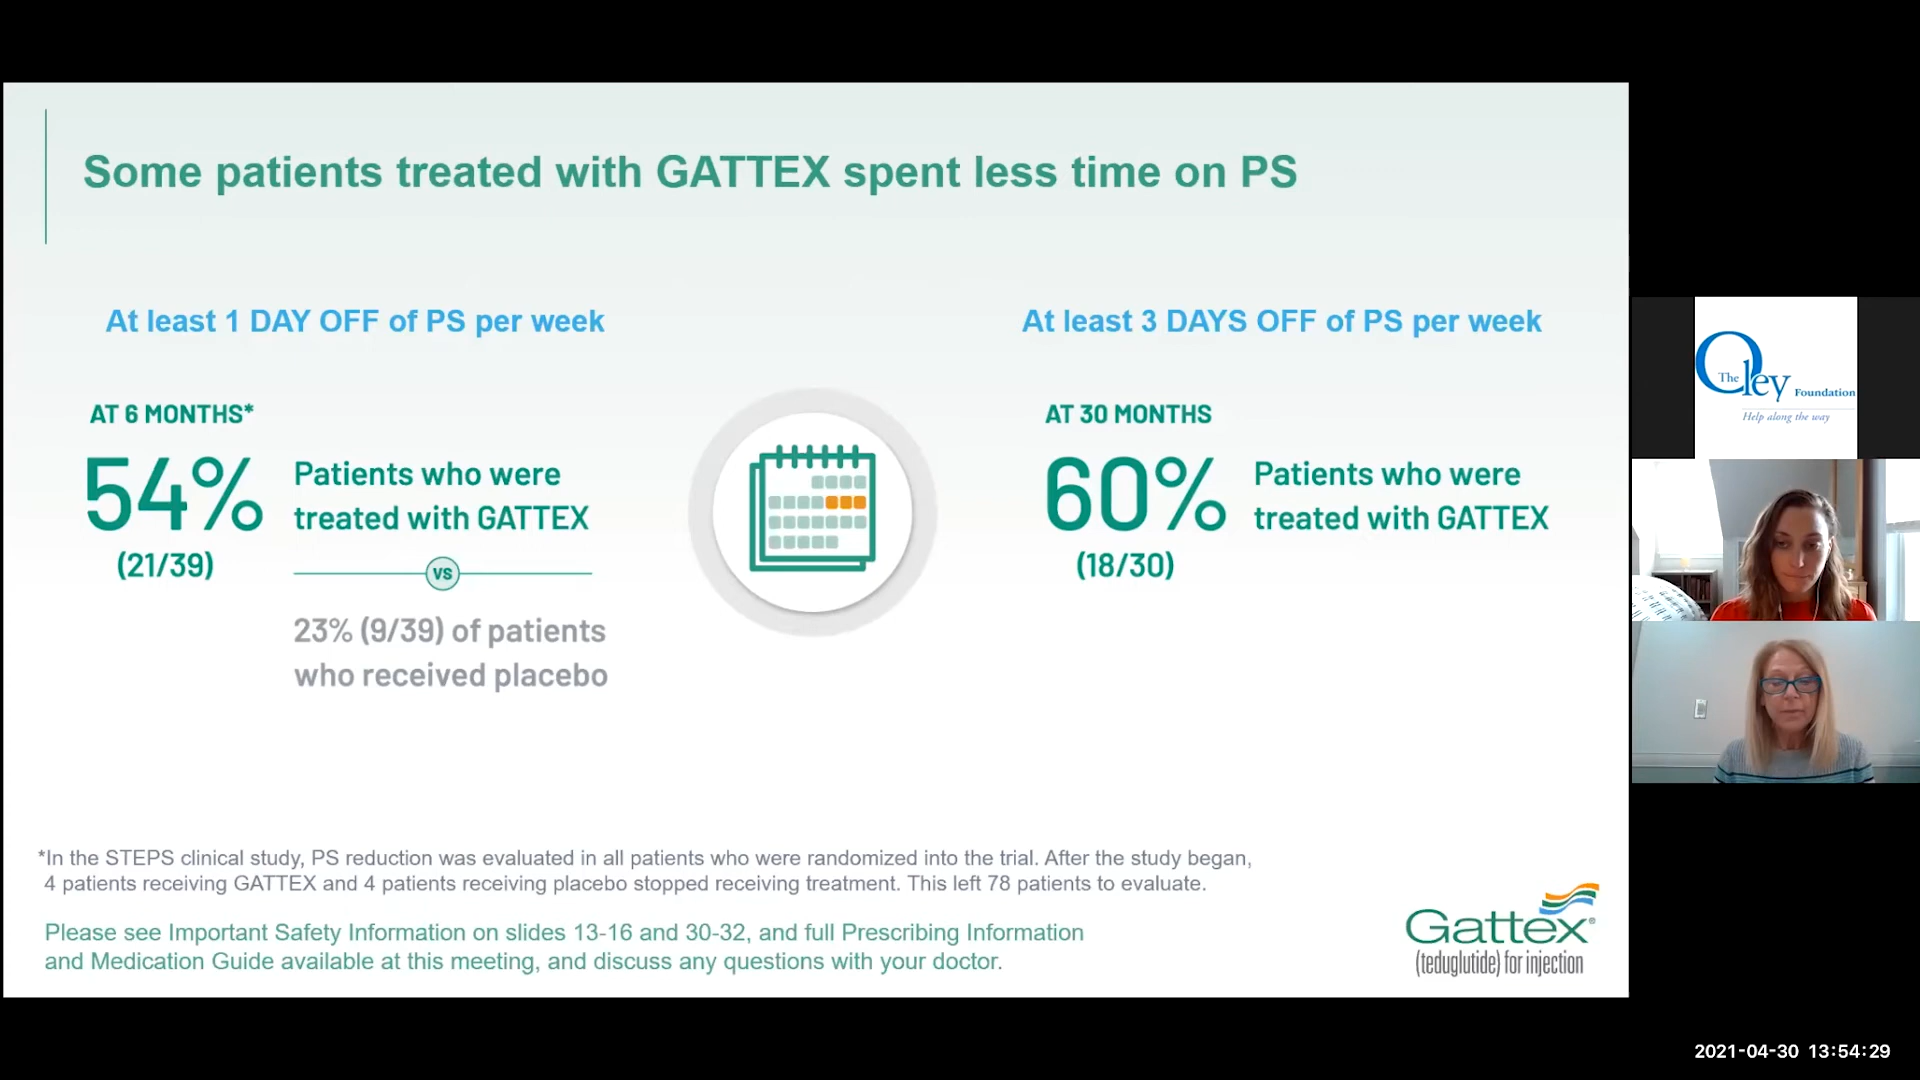 Some patients treated with GATTEX spent less time on PS
At least 1 DAY OFF of PS per week
AT 6 MONTHS*
54%
(21/39)
Patients who were
treated with GATTEX
VS
23% (9/39) of patients
who received placebo
At least 3 DAYS OFF of PS per week
AT 30 MONTHS
60%
(18/30)
Patients who were
treated with GATTEX
*In the STEPS clinical study, PS reduction was evaluated in all patients who were randomized into the trial. After the study began,
4 patients receiving GATTEX and 4 patients receiving placebo stopped receiving treatment. This left 78 patients to evaluate.
Please see Important Safety Information on slides 13-16 and 30-32, and full Prescribing Information
and Medication Guide available at this meeting, and discuss any questions with your doctor.
Gattex®
(teduglutide) for injection
The Oley Foundation
Help along the way
2021-04-30 13:54:29